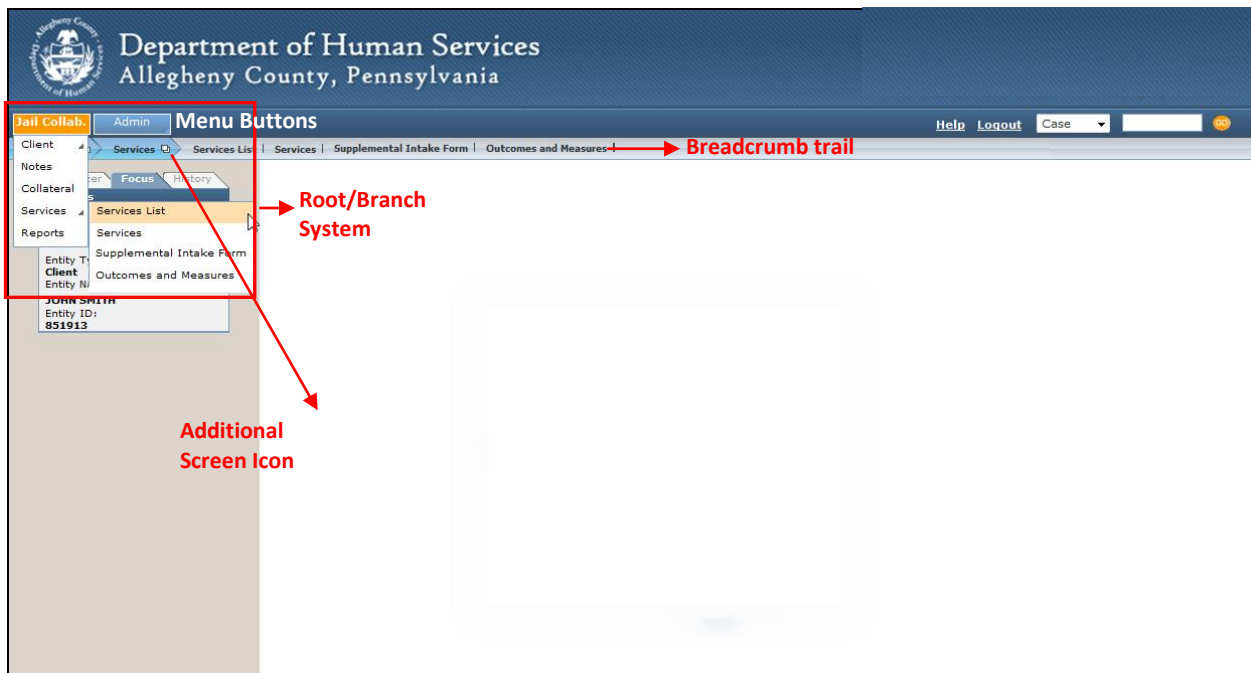 Department of Human Services
Allegheny County, Pennsylvania
Jail Collab. Admin Menu Buttons
Help Logout Case GO
Services Services List Services Supplemental Intake Form Outcomes and Measures Breadcrumb trail
Client
Notes
Collateral
Services
Reports
Focus History
Services List
Services
Supplemental Intake Form
Outcomes and Measures
Root/Branch
System
Entity
Client
Entity
JOHN SMITH
Entity ID:
851913
Additional
Screen Icon